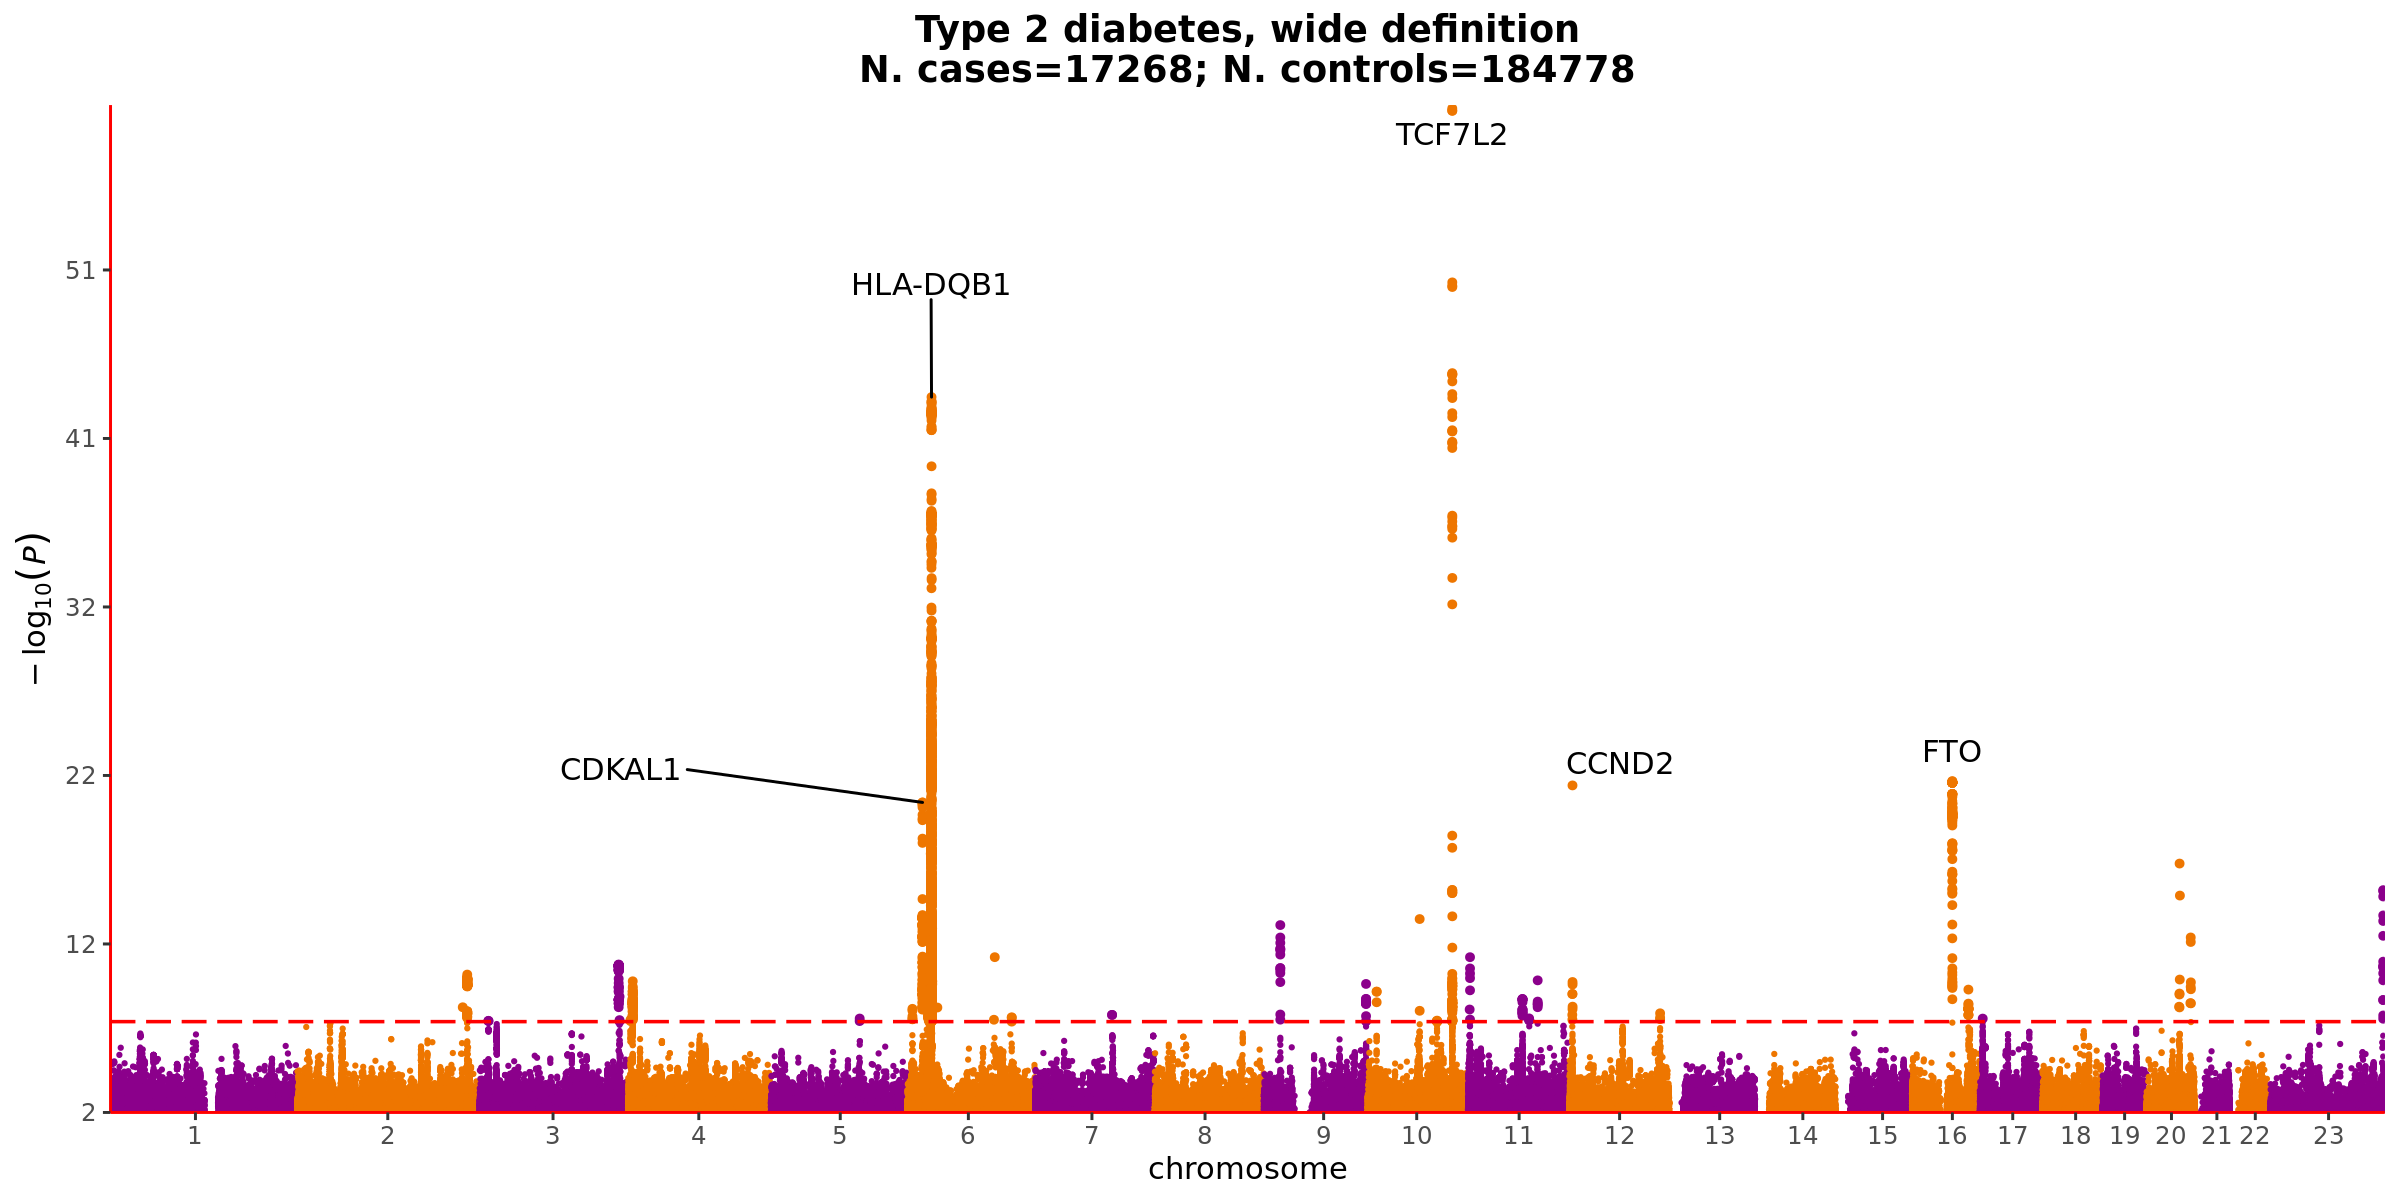 Type 2 diabetes, wide definition
N. cases=17268; N. controls=184778
TCF7L2
HLA-DQB1
CDKAL1
CCND2
FTO
51
41
32
22
12
2
− log10(P)
1 2 3 4 5 6 7 8 9 10 11 12 13 14 15 16 17 18 19 20 21 22 23
chromosome